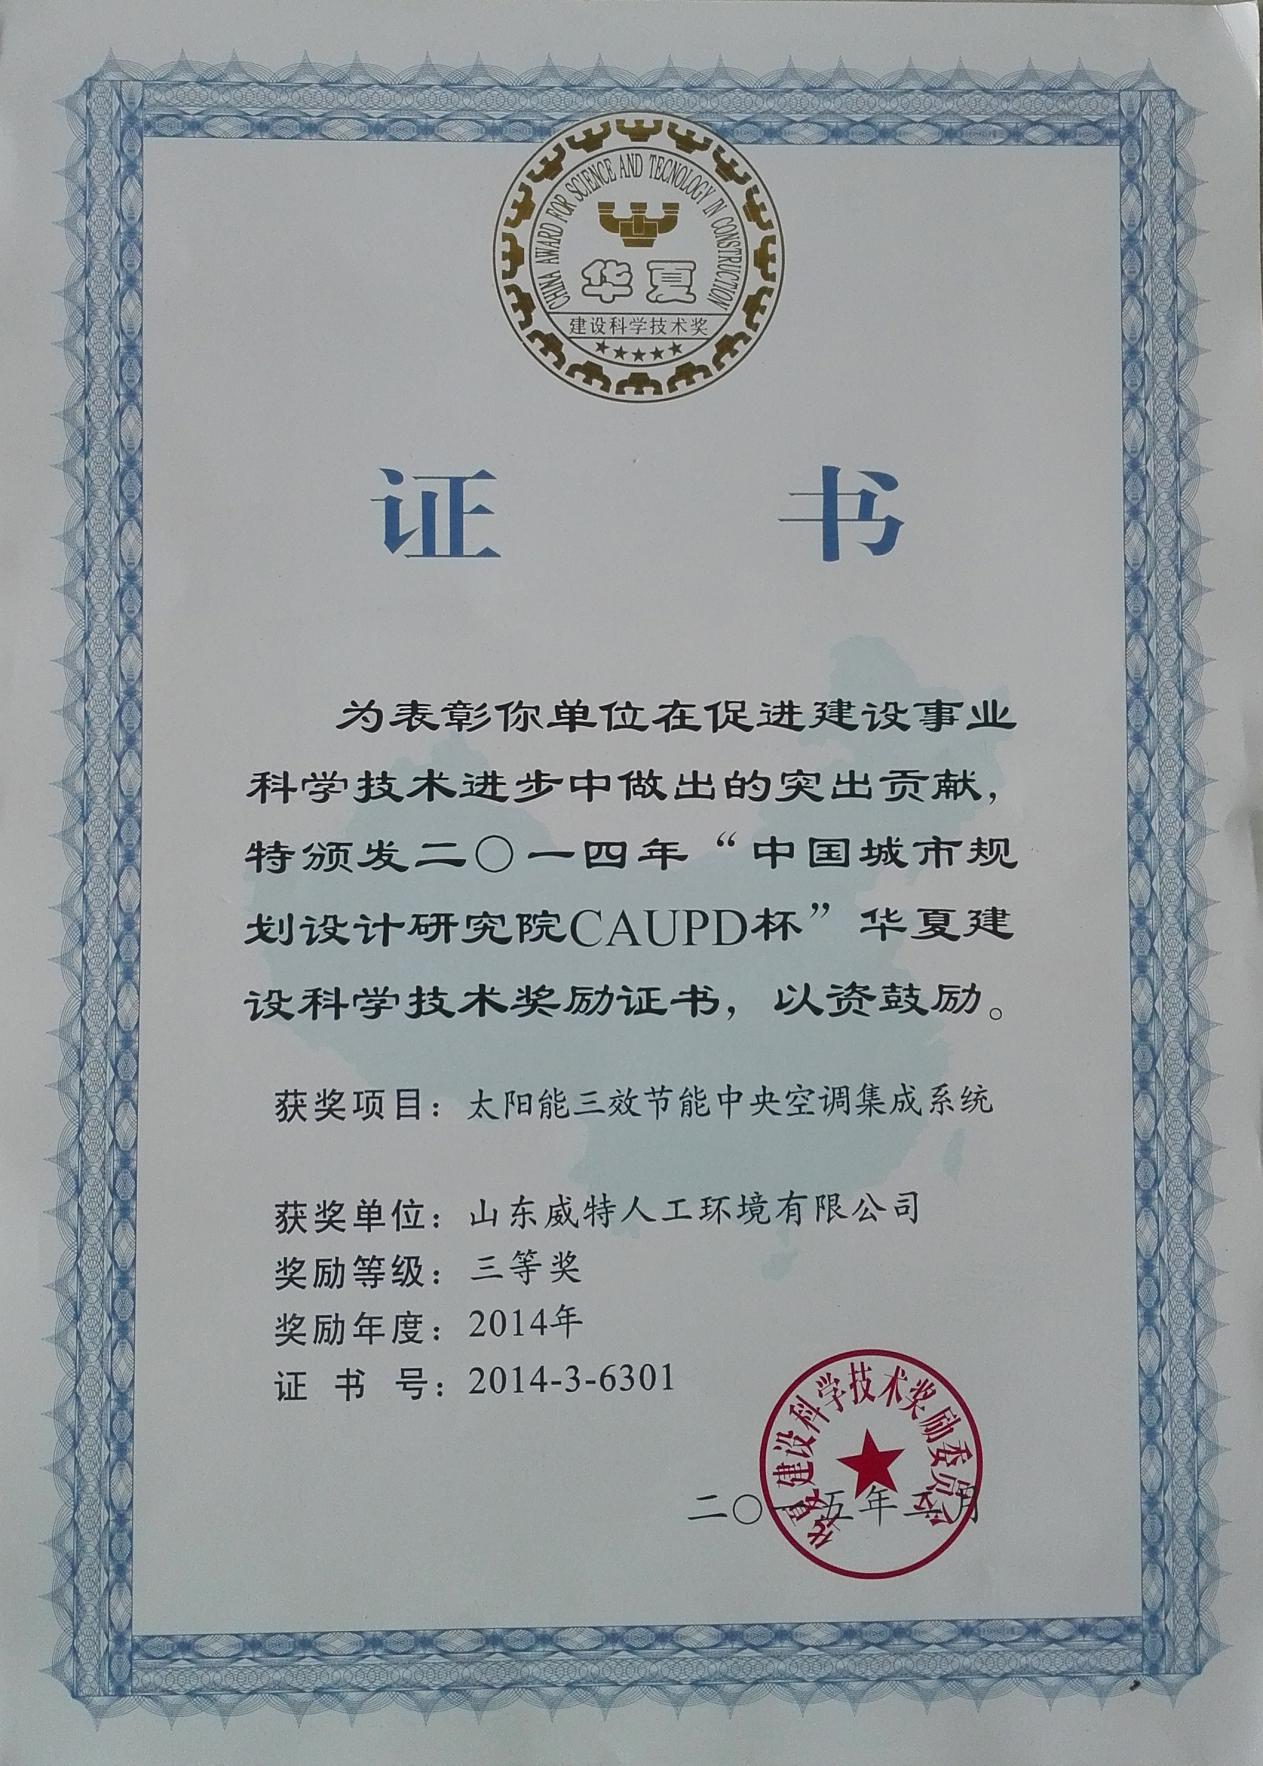 CHINA AWARD FOR SCIENCE AND TECNOLOGY IN CONSTRUCTION
华夏
建设科学技术奖
证书
为表彰你单位在促进建设事业
科学技术进步中做出的突出贡献，
特颁发二〇一四年“中国城市规
划设计研究院CAUPD杯”华夏建
设科学技术奖励证书，以资鼓励。
获奖项目：太阳能三效节能中央空调集成系统
获奖单位：山东威特人工环境有限公司
奖励等级：三等奖
奖励年度：2014年
证书号：2014-3-6301
华夏建设科学技术奖励委员会
二〇一五年二月